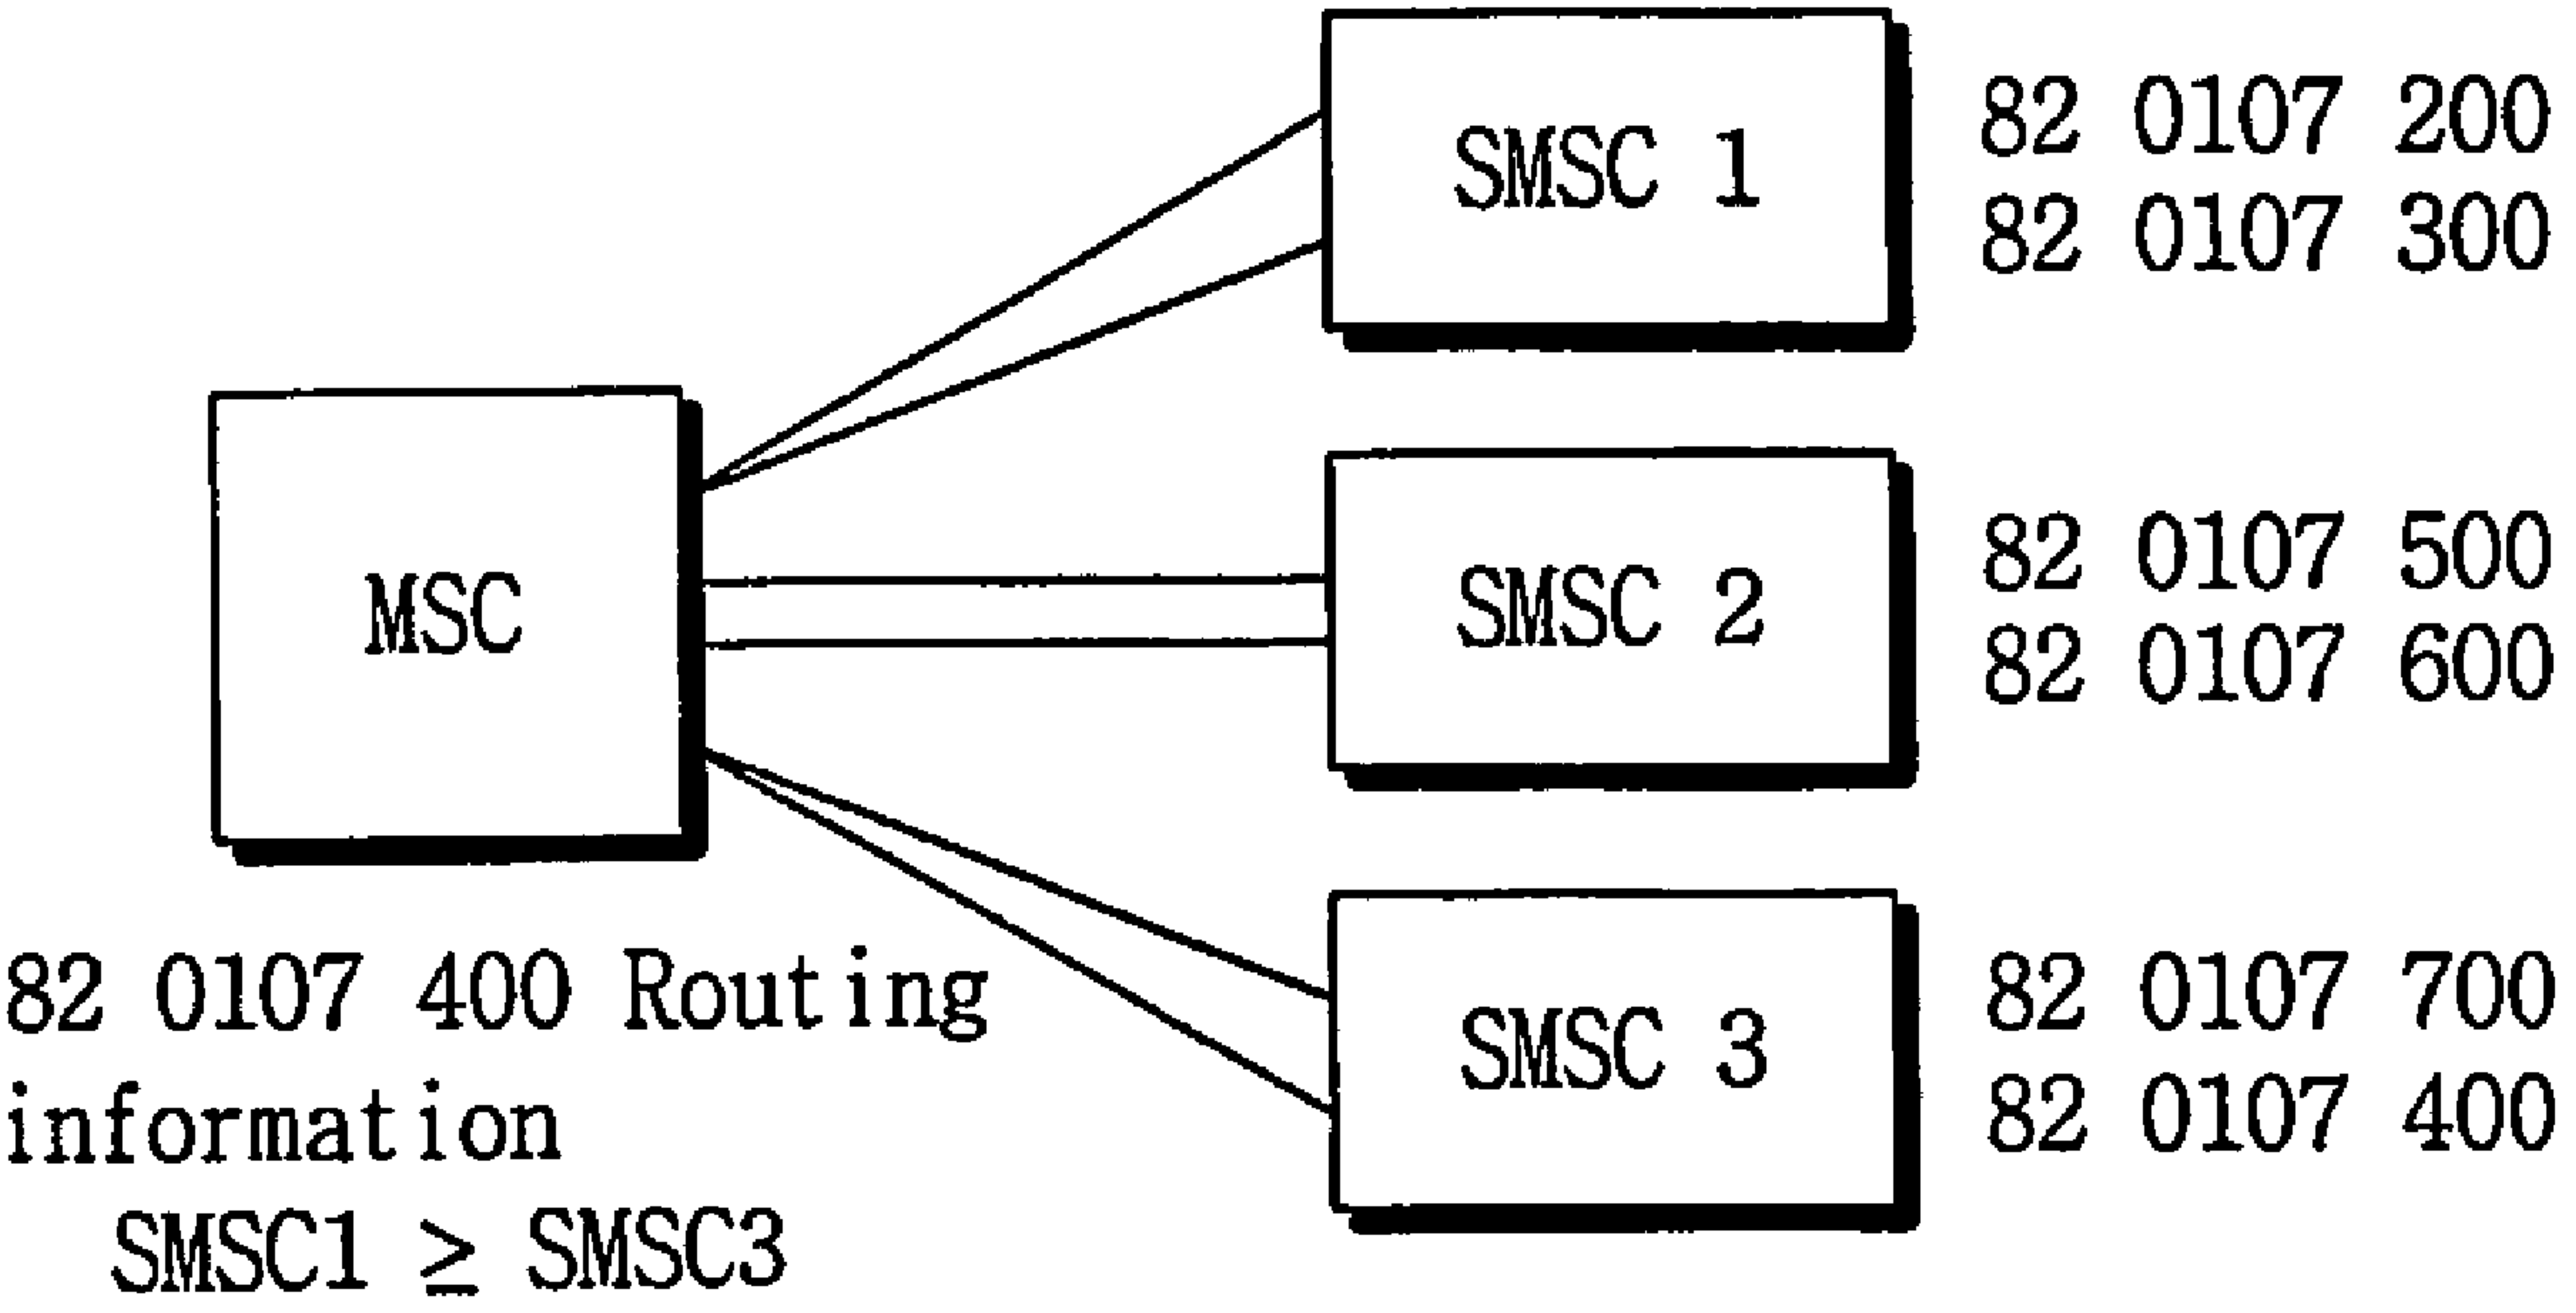 SMSC 1
82 0107 200
82 0107 300
MSC
SMSC 2
82 0107 500
82 0107 600
82 0107 400 Routing
information
SMSC1 ≥ SMSC3
SMSC 3
82 0107 700
82 0107 400